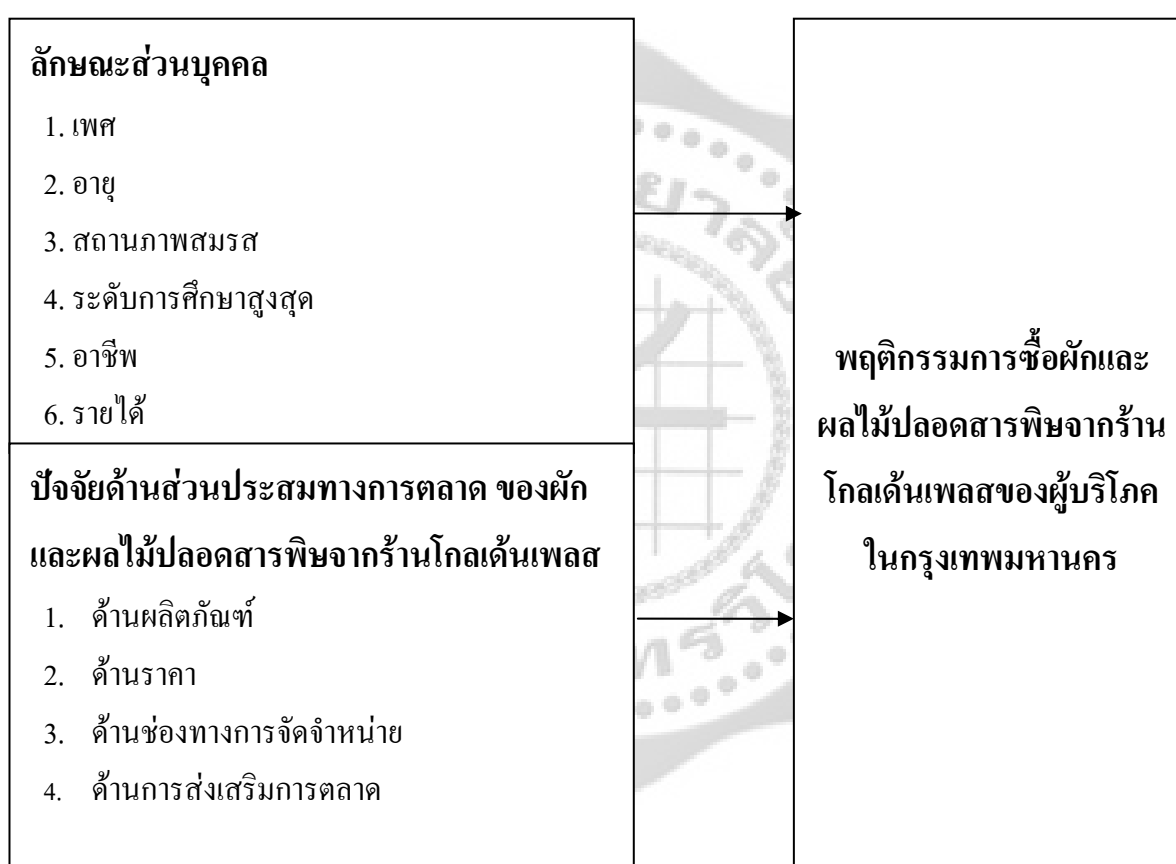 ลักษณะส่วนบุคคล
1. เพศ
2. อายุ
3. สถานภาพสมรส
4. ระดับการศึกษาสูงสุด
5. อาชีพ
6. รายได้
ปัจจัยด้านส่วนประสมทางการตลาด ของผัก
และผลไม้ปลอดสารพิษจากร้านโกลเด้นเพลส
1. ด้านผลิตภัณฑ์
2. ด้านราคา
3. ด้านช่องทางการจัดจำหน่าย
4. ด้านการส่งเสริมการตลาด
พฤติกรรมการซื้อผักและ
ผลไม้ปลอดสารพิษจากร้าน
โกลเด้นเพลสของผู้บริโภค
ในกรุงเทพมหานคร